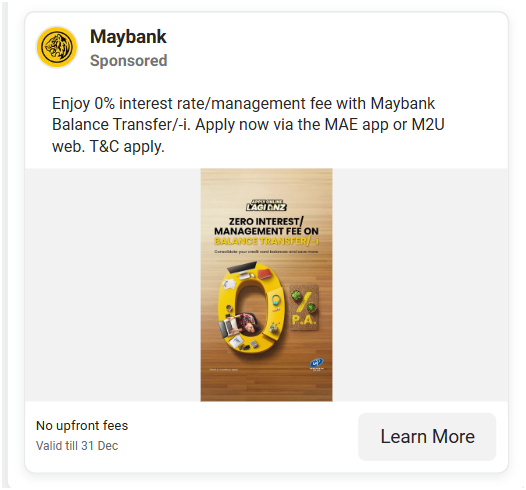 Maybank
Sponsored
Enjoy 0% interest rate/management fee with Maybank
Balance Transfer/-i. Apply now via the MAE app or M2U
web. T&C apply.
APPLY ONLINE
LAGI BNZ
ZERO INTEREST/
MANAGEMENT FEE ON
BALANCE TRANSFER/-i
Consolidate your credit card balances and save more
0%
P.A.
No upfront fees
Valid till 31 Dec
Learn More